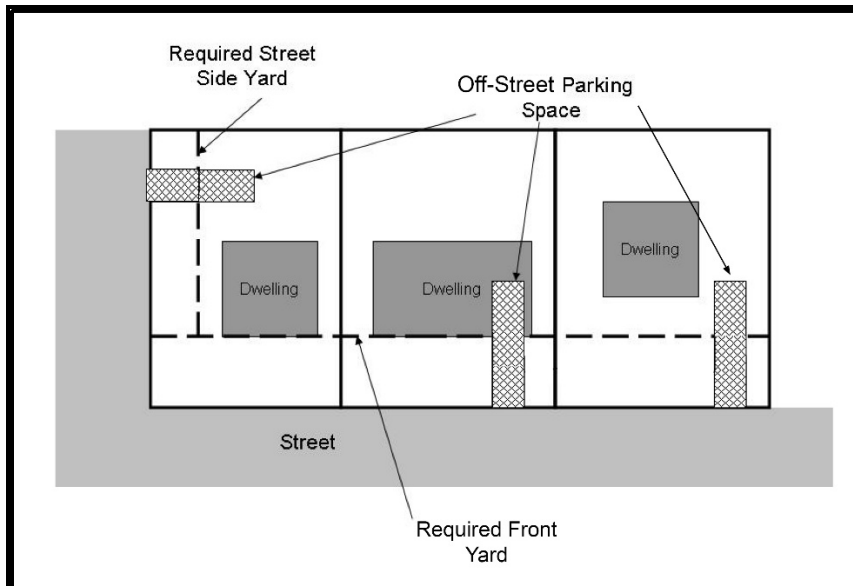 Required Street
Side Yard
Off-Street Parking
Space
Dwelling
Dwelling
Dwelling
Street
Required Front
Yard